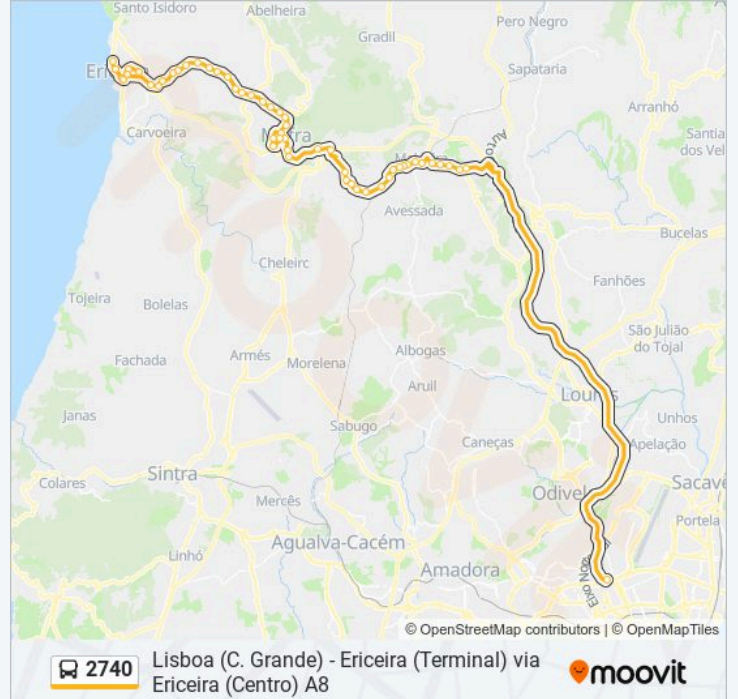 Santo Isidoro
Abelheira
Pero Negro
Gradil
Sapataria
Arranhó
Carvoeira
Santia
dos Vel
Avessada
Bucelas
Cheleirc
Fanhões
Tojeira
Bolelas
São Julião
do Tojal
Fachada
Armés
Morelena
Albogas
Aruil
Janas
Sabugo
Unhos
Caneças
Apelação
Sintra
Colares
Sacavé
Mercês
Odivel
Portela
Linhó
Agualva-Cacém
Amadora
© OpenStreetMap contributors | © OpenMapTiles
2740
Lisboa (C. Grande) - Ericeira (Terminal) via
Ericeira (Centro) A8
moovit